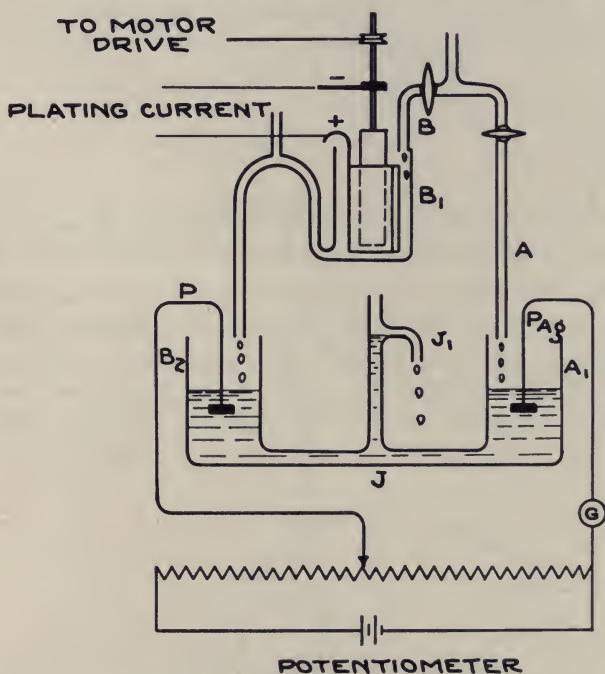 TO MOTOR
DRIVE
−
PLATING CURRENT
+
B
B₁
A
P
PAg
B₂
J₁
A₁
J
G
POTENTIOMETER